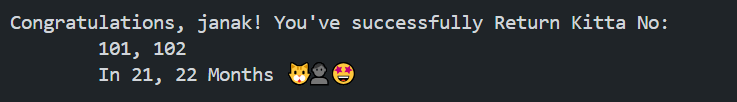 Congratulations, janak! You've successfully Return Kitta No:
101, 102
In 21, 22 Months 🐱👤🤩